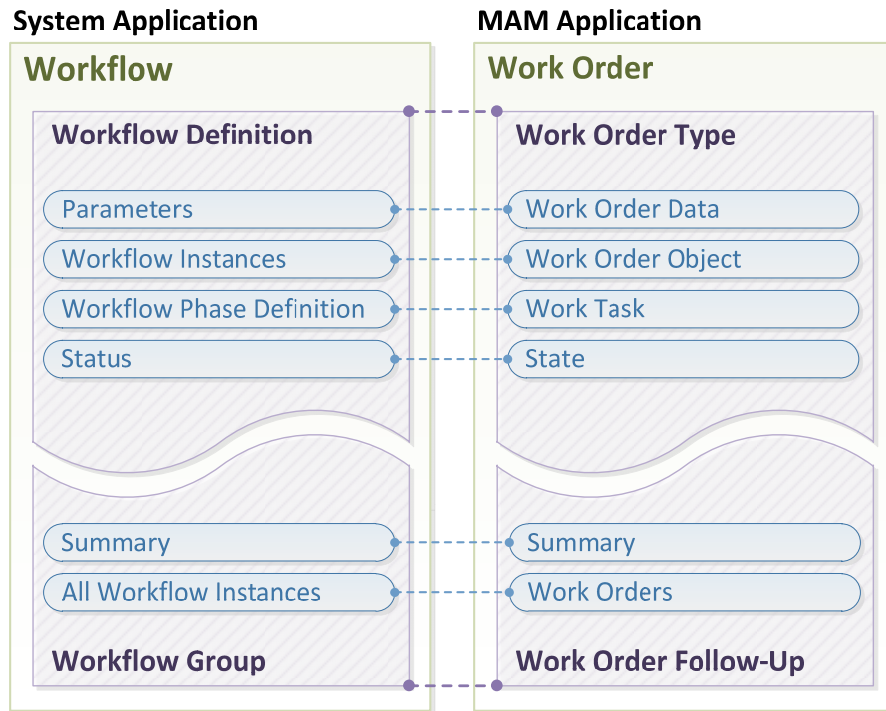 System Application
MAM Application
Workflow
Work Order
Workflow Definition
Work Order Type
Parameters
Work Order Data
Workflow Instances
Work Order Object
Workflow Phase Definition
Work Task
Status
State
Summary
Summary
All Workflow Instances
Work Orders
Workflow Group
Work Order Follow-Up